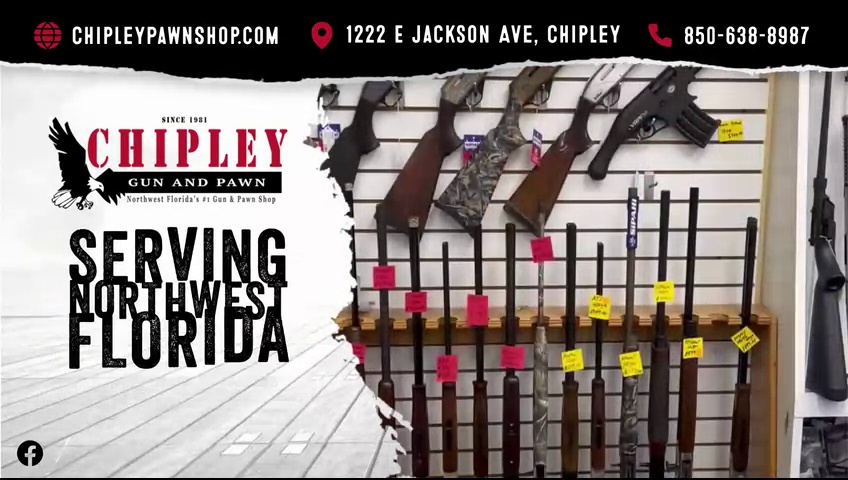 CHIPLEYPAWNSHOP.COM
1222 E JACKSON AVE, CHIPLEY
850-638-8987
SINCE 1981
CHIPLEY
GUN AND PAWN
Northwest Florida's #1 Gun & Pawn Shop
SERVING
NORTHWEST
FLORIDA